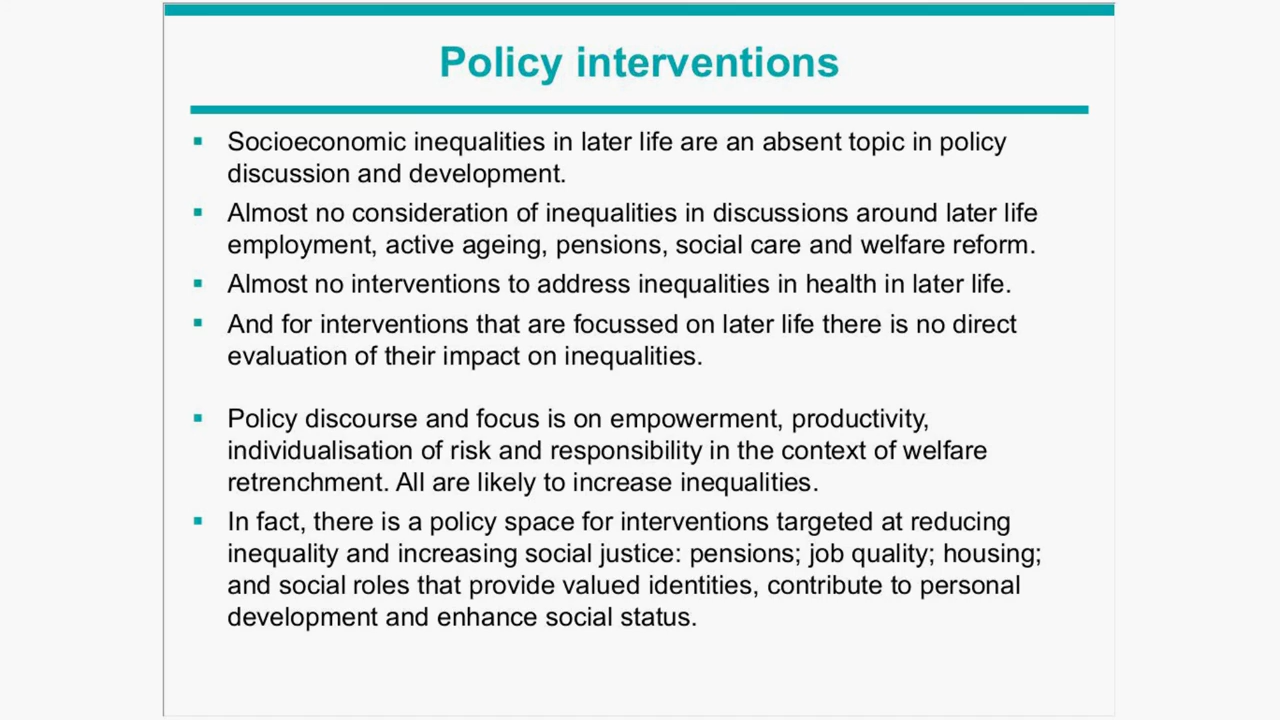 Policy interventions
▪ Socioeconomic inequalities in later life are an absent topic in policy
discussion and development.
▪ Almost no consideration of inequalities in discussions around later life
employment, active ageing, pensions, social care and welfare reform.
▪ Almost no interventions to address inequalities in health in later life.
▪ And for interventions that are focussed on later life there is no direct
evaluation of their impact on inequalities.
▪ Policy discourse and focus is on empowerment, productivity,
individualisation of risk and responsibility in the context of welfare
retrenchment. All are likely to increase inequalities.
▪ In fact, there is a policy space for interventions targeted at reducing
inequality and increasing social justice: pensions; job quality; housing;
and social roles that provide valued identities, contribute to personal
development and enhance social status.